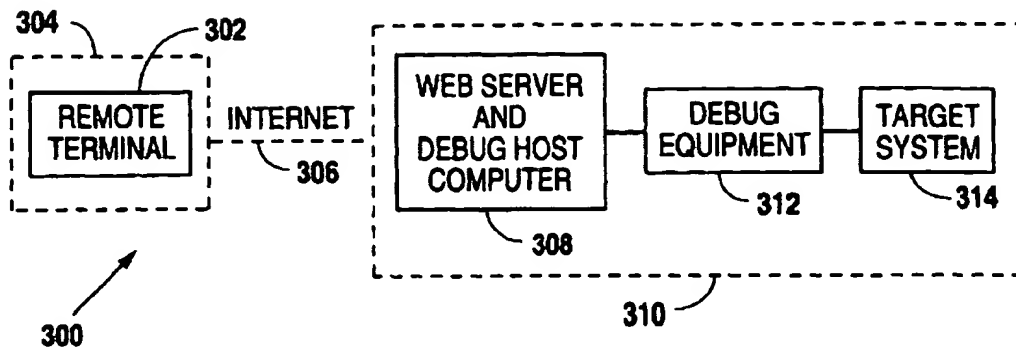 304
302
REMOTE
TERMINAL
INTERNET
306
WEB SERVER
AND
DEBUG HOST
COMPUTER
308
DEBUG
EQUIPMENT
312
TARGET
SYSTEM
314
310
300